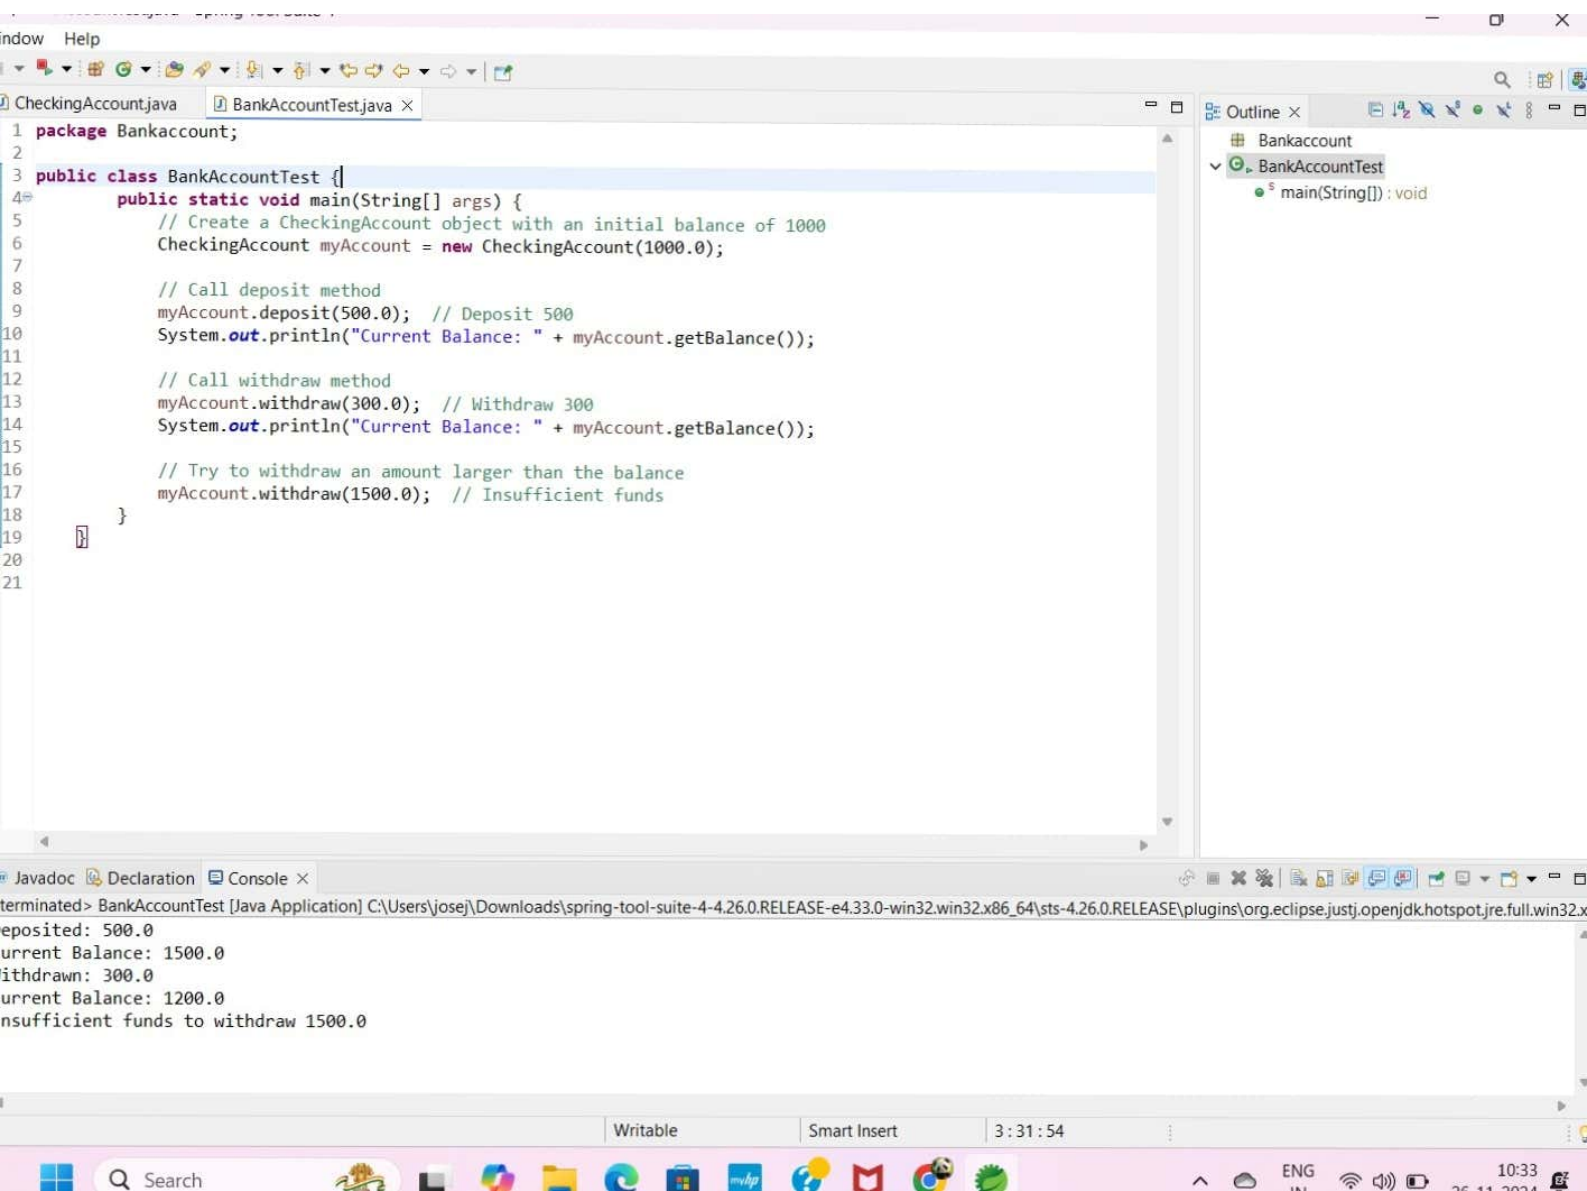 Help
CheckingAccount.java
BankAccountTest.java
Outline
1 package Bankaccount;
2
3 public class BankAccountTest {
4 public static void main(String[] args) {
5 // Create a CheckingAccount object with an initial balance of 1000
6 CheckingAccount myAccount = new CheckingAccount(1000.0);
7
8 // Call deposit method
9 myAccount.deposit(500.0); // Deposit 500
10 System.out.println("Current Balance: " + myAccount.getBalance());
11
12 // Call withdraw method
13 myAccount.withdraw(300.0); // Withdraw 300
14 System.out.println("Current Balance: " + myAccount.getBalance());
15
16 // Try to withdraw an amount larger than the balance
17 myAccount.withdraw(1500.0); // Insufficient funds
18 }
19 }
20
21
Bankaccount
BankAccountTest
main(String[]) : void
Javadoc Declaration Console
terminated> BankAccountTest [Java Application] C:\Users\josej\Downloads\spring-tool-suite-4-4.26.0.RELEASE-e4.33.0-win32.win32.x86_64\sts-4.26.0.RELEASE\plugins\org.eclipse.justj.openjdk.hotspot.jre.full.win32.x
eposited: 500.0
urrent Balance: 1500.0
ithdrawn: 300.0
urrent Balance: 1200.0
nsufficient funds to withdraw 1500.0
Writable
Smart Insert
3 : 31 : 54
Search
myhp
ENG
10:33